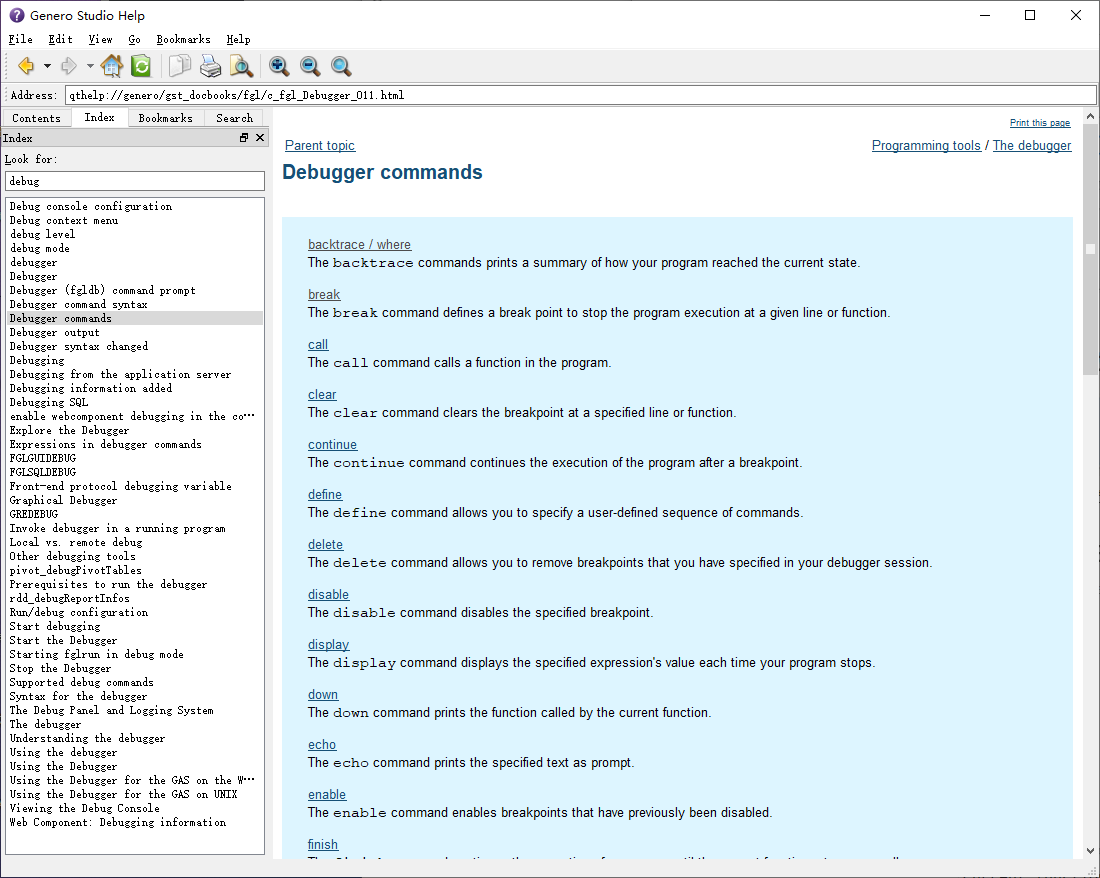 Genero Studio Help
File Edit View Go Bookmarks Help
Address: qthelp://genero/gst_docbooks/fgl/c_fgl_Debugger_011.html
Contents Index Bookmarks Search
Index
Look for:
debug
Debug console configuration
Debug context menu
debug level
debug mode
debugger
Debugger
Debugger (fgldb) command prompt
Debugger command syntax
Debugger commands
Debugger output
Debugger syntax changed
Debugging
Debugging from the application server
Debugging information added
Debugging SQL
enable webcomponent debugging in the co···
Explore the Debugger
Expressions in debugger commands
FGLGUIDEBUG
FGLSQLDEBUG
Front-end protocol debugging variable
Graphical Debugger
GREDEBUG
Invoke debugger in a running program
Local vs. remote debug
Other debugging tools
pivot_debugPivotTables
Prerequisites to run the debugger
rdd_debugReportInfos
Run/debug configuration
Start debugging
Start the Debugger
Starting fglrun in debug mode
Stop the Debugger
Supported debug commands
Syntax for the debugger
The Debug Panel and Logging System
The debugger
Understanding the debugger
Using the debugger
Using the Debugger
Using the Debugger for the GAS on the W···
Using the Debugger for the GAS on UNIX
Viewing the Debug Console
Web Component: Debugging information
Print this page
Parent topic
Programming tools / The debugger
Debugger commands
backtrace / where
The backtrace commands prints a summary of how your program reached the current state.
break
The break command defines a break point to stop the program execution at a given line or function.
call
The call command calls a function in the program.
clear
The clear command clears the breakpoint at a specified line or function.
continue
The continue command continues the execution of the program after a breakpoint.
define
The define command allows you to specify a user-defined sequence of commands.
delete
The delete command allows you to remove breakpoints that you have specified in your debugger session.
disable
The disable command disables the specified breakpoint.
display
The display command displays the specified expression's value each time your program stops.
down
The down command prints the function called by the current function.
echo
The echo command prints the specified text as prompt.
enable
The enable command enables breakpoints that have previously been disabled.
finish